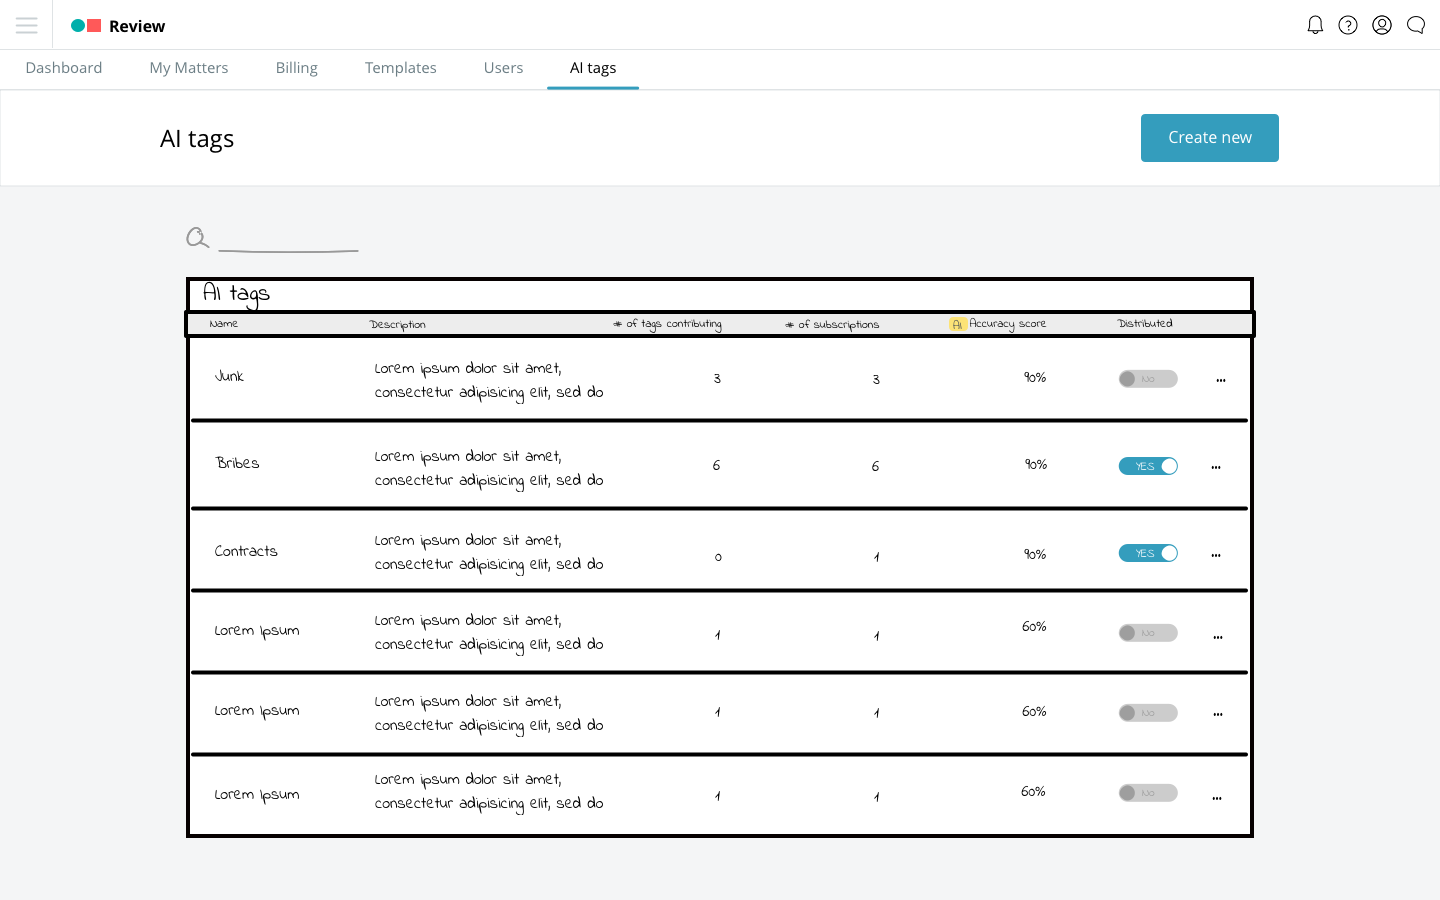 Review
Dashboard My Matters Billing Templates Users AI tags
AI tags Create new
AI tags
Name Description # of tags contributing # of subscriptions AI Accuracy score Distributed
Junk Lorem ipsum dolor sit amet,
consectetur adipisicing elit, sed do 3 3 90% NO ...
Bribes Lorem ipsum dolor sit amet,
consectetur adipisicing elit, sed do 6 6 90% YES ...
Contracts Lorem ipsum dolor sit amet,
consectetur adipisicing elit, sed do 0 1 90% YES ...
Lorem Ipsum Lorem ipsum dolor sit amet,
consectetur adipisicing elit, sed do 1 1 60% NO ...
Lorem Ipsum Lorem ipsum dolor sit amet,
consectetur adipisicing elit, sed do 1 1 60% NO ...
Lorem Ipsum Lorem ipsum dolor sit amet,
consectetur adipisicing elit, sed do 1 1 60% NO ...